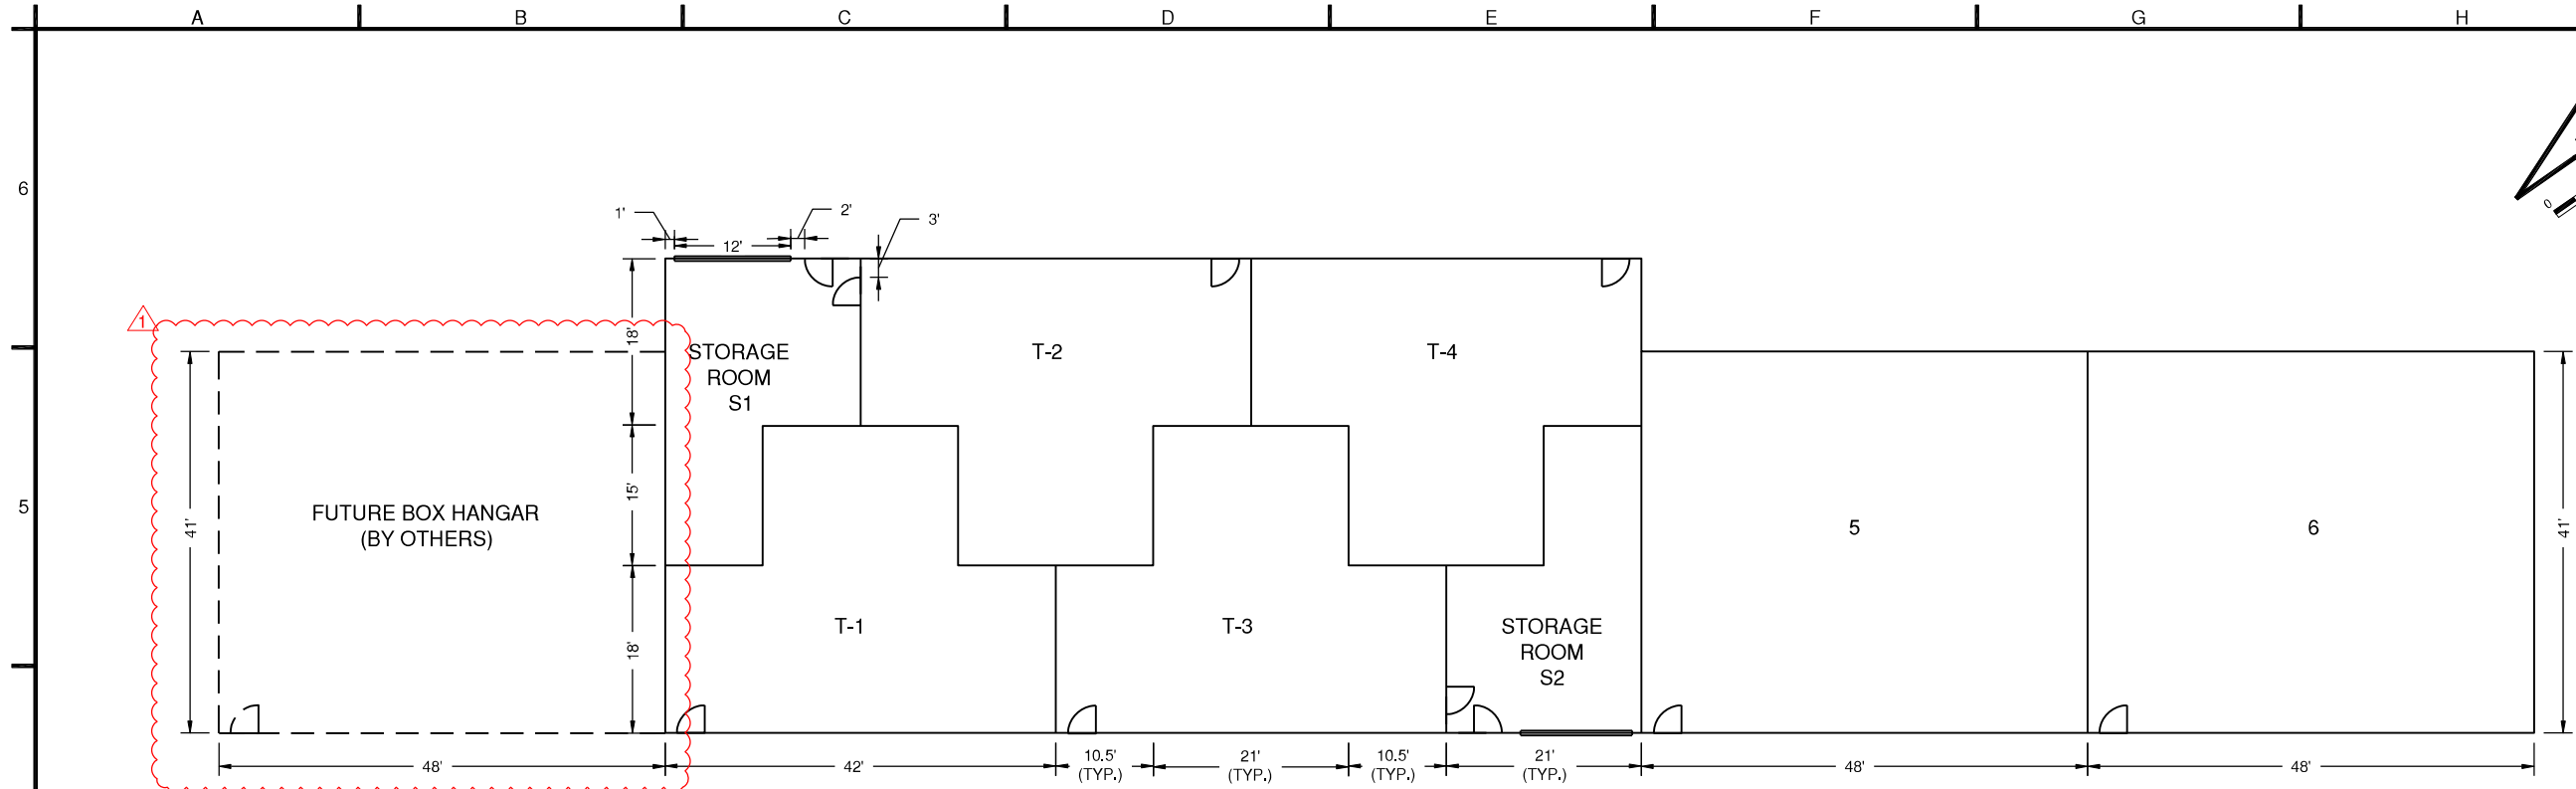 A B C D E F G H
6
0
1' 2' 3'
12'
1
18'
STORAGE
ROOM
S1
T-2
T-4
5
41'
FUTURE BOX HANGAR
(BY OTHERS)
15'
5
6
41'
18'
T-1
T-3
STORAGE
ROOM
S2
48'
42'
10.5'
(TYP.)
21'
(TYP.)
10.5'
(TYP.)
21'
(TYP.)
48'
48'